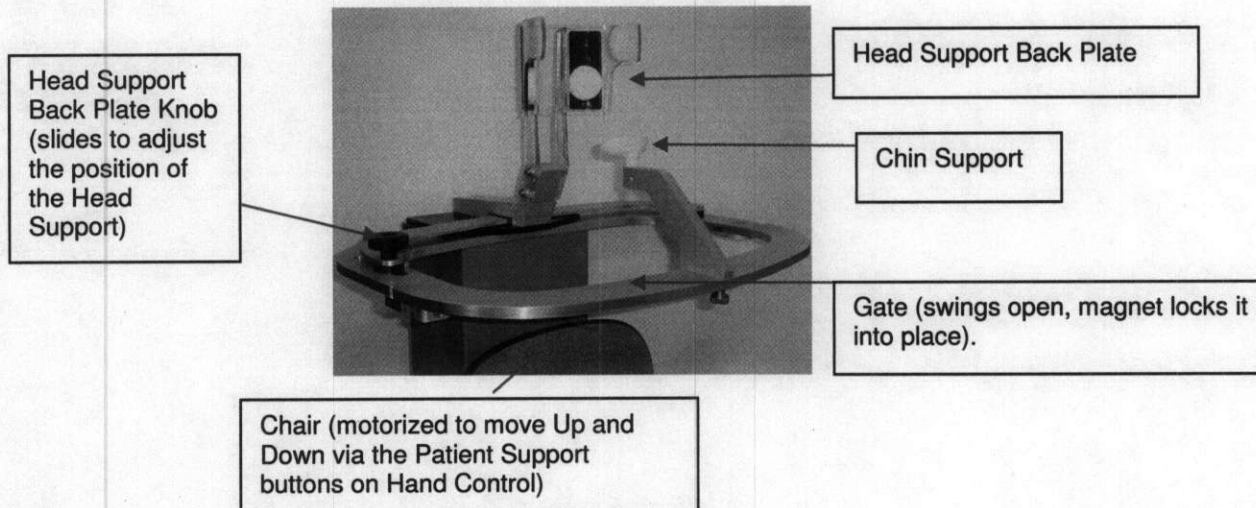 Head Support
Back Plate Knob
(slides to adjust
the position of
the Head
Support)
Head Support Back Plate
Chin Support
Gate (swings open, magnet locks it
into place).
Chair (motorized to move Up and
Down via the Patient Support
buttons on Hand Control)